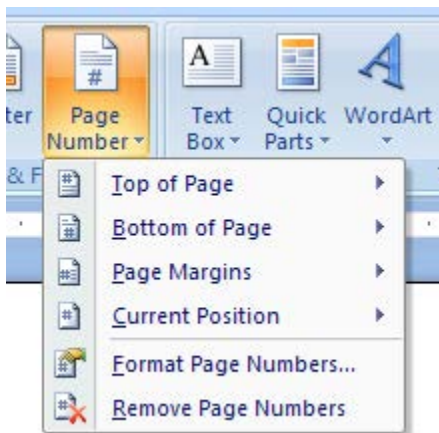 ter Page Text Quick WordArt
Number Box Parts
& F
Top of Page
Bottom of Page
Page Margins
Current Position
Format Page Numbers...
Remove Page Numbers